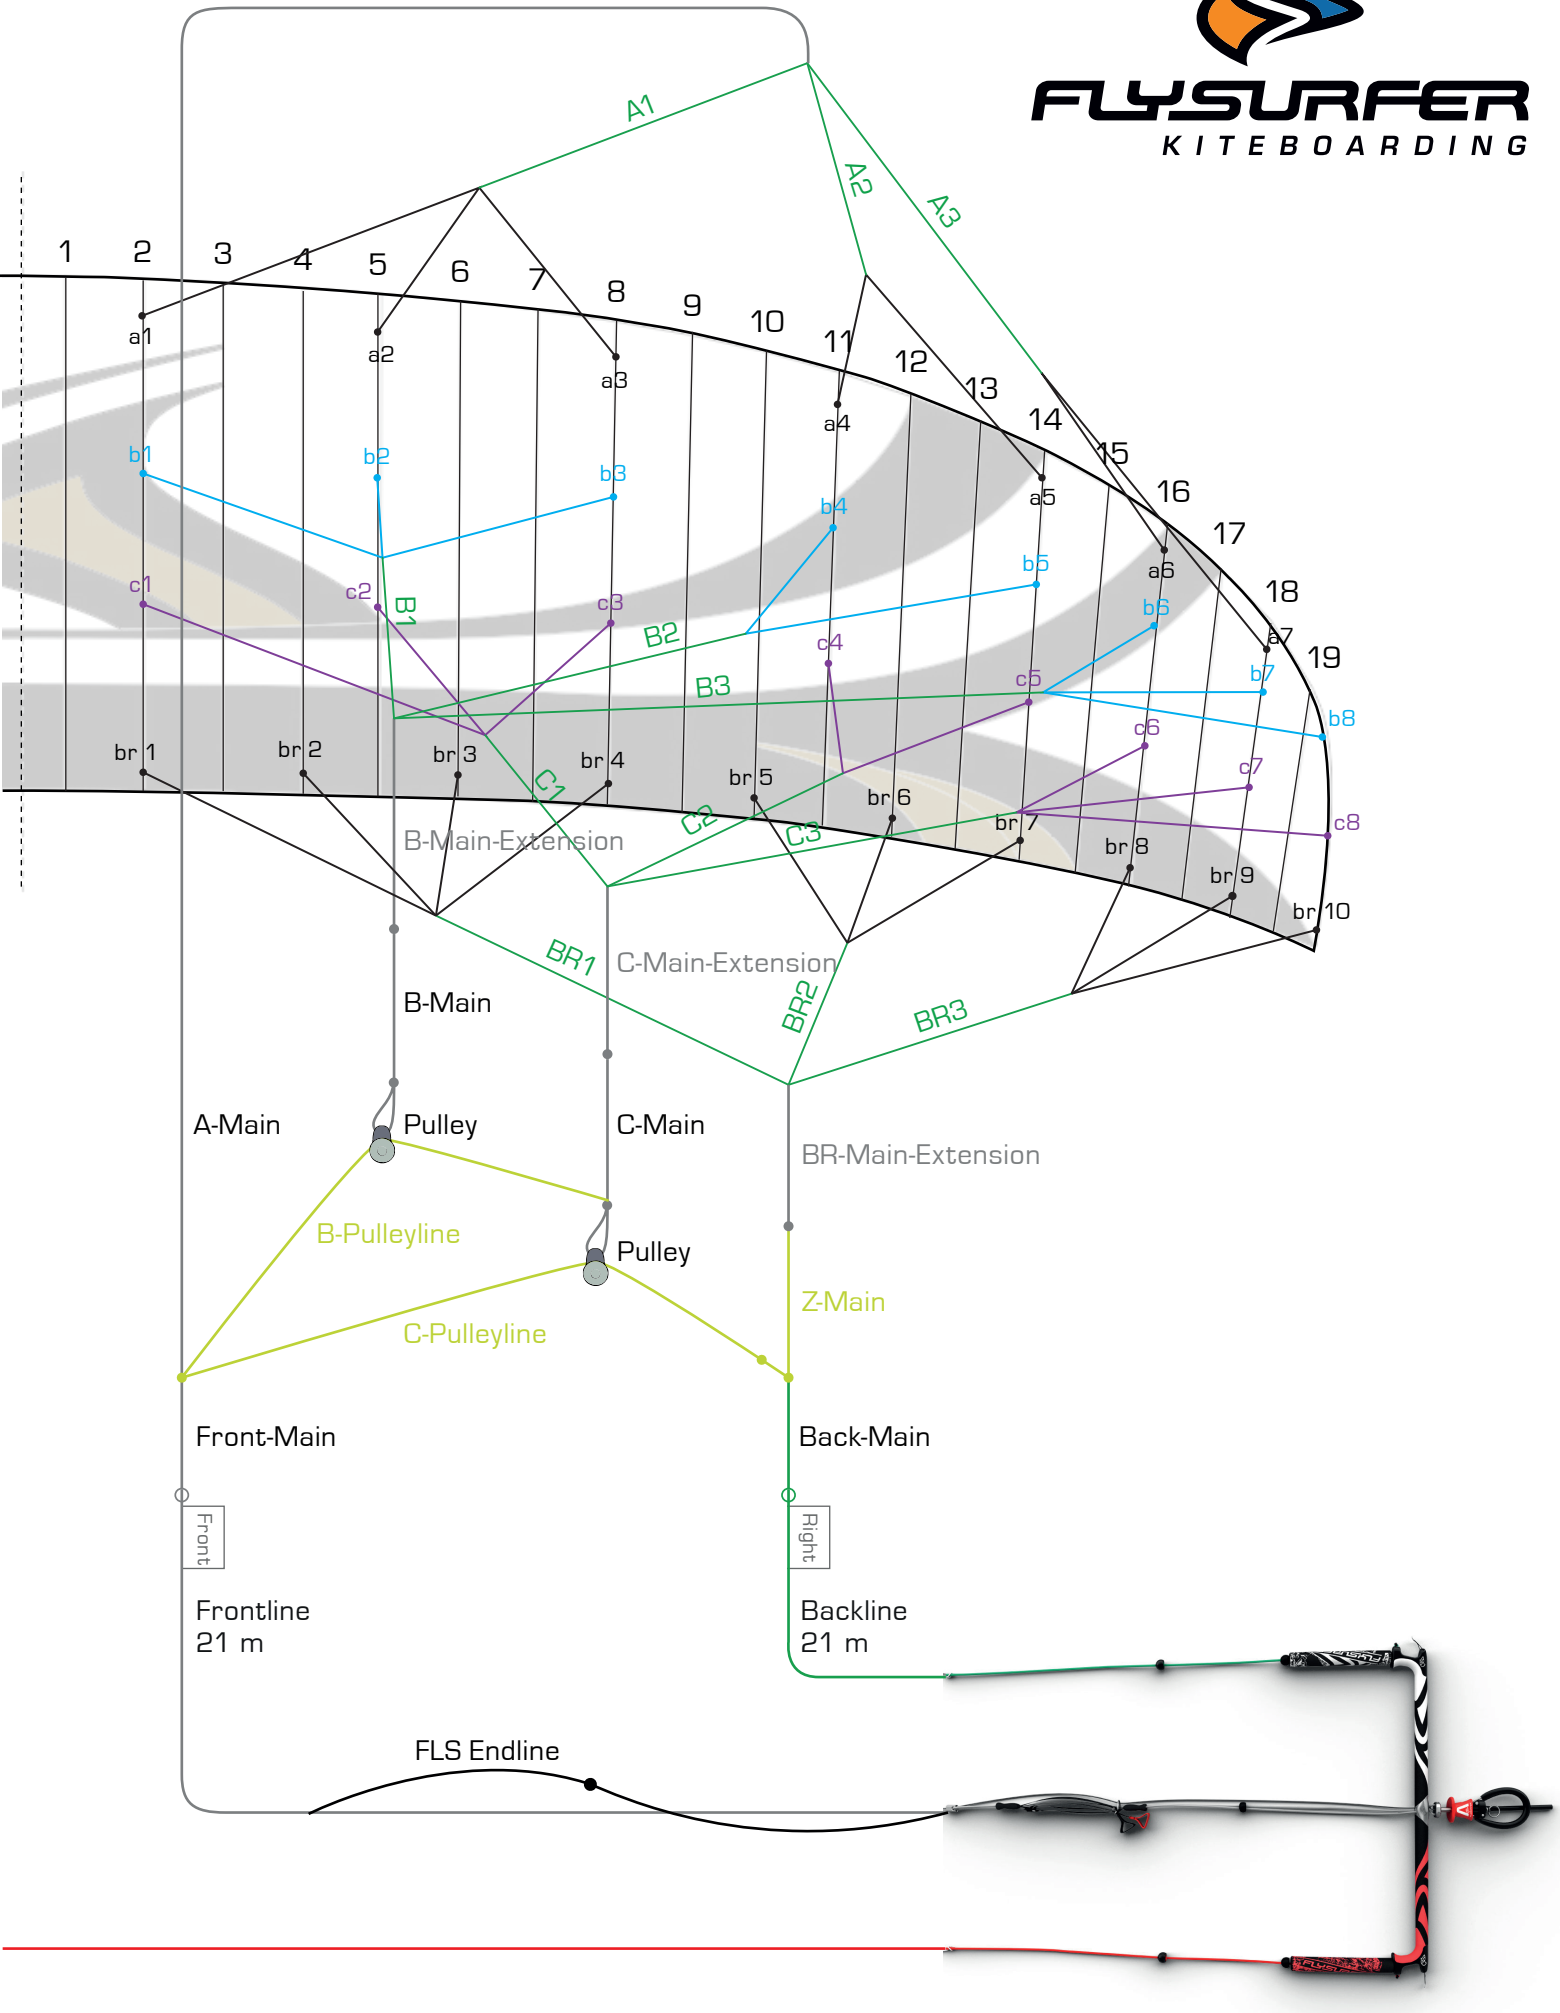 FLYSURFER
KITEBOARDING
A1
A2
A3
1
2
3
4
5
6
7
8
9
10
11
12
13
14
15
16
17
18
19
a1
a2
a3
a4
a5
a6
a7
b1
b2
b3
b4
b5
b6
b7
b8
c1
c2
c3
c4
c5
c6
c7
c8
B1
B2
B3
C1
C2
C3
br 1
br 2
br 3
br 4
br 5
br 6
br 7
br 8
br 9
br 10
B-Main-Extension
BR1
C-Main-Extension
BR2
BR3
B-Main
A-Main
Pulley
C-Main
BR-Main-Extension
B-Pulleyline
Pulley
Z-Main
C-Pulleyline
Front-Main
Back-Main
Front
Right
Frontline
21 m
Backline
21 m
FLYSURFER
FLS Endline
FLYSURFER